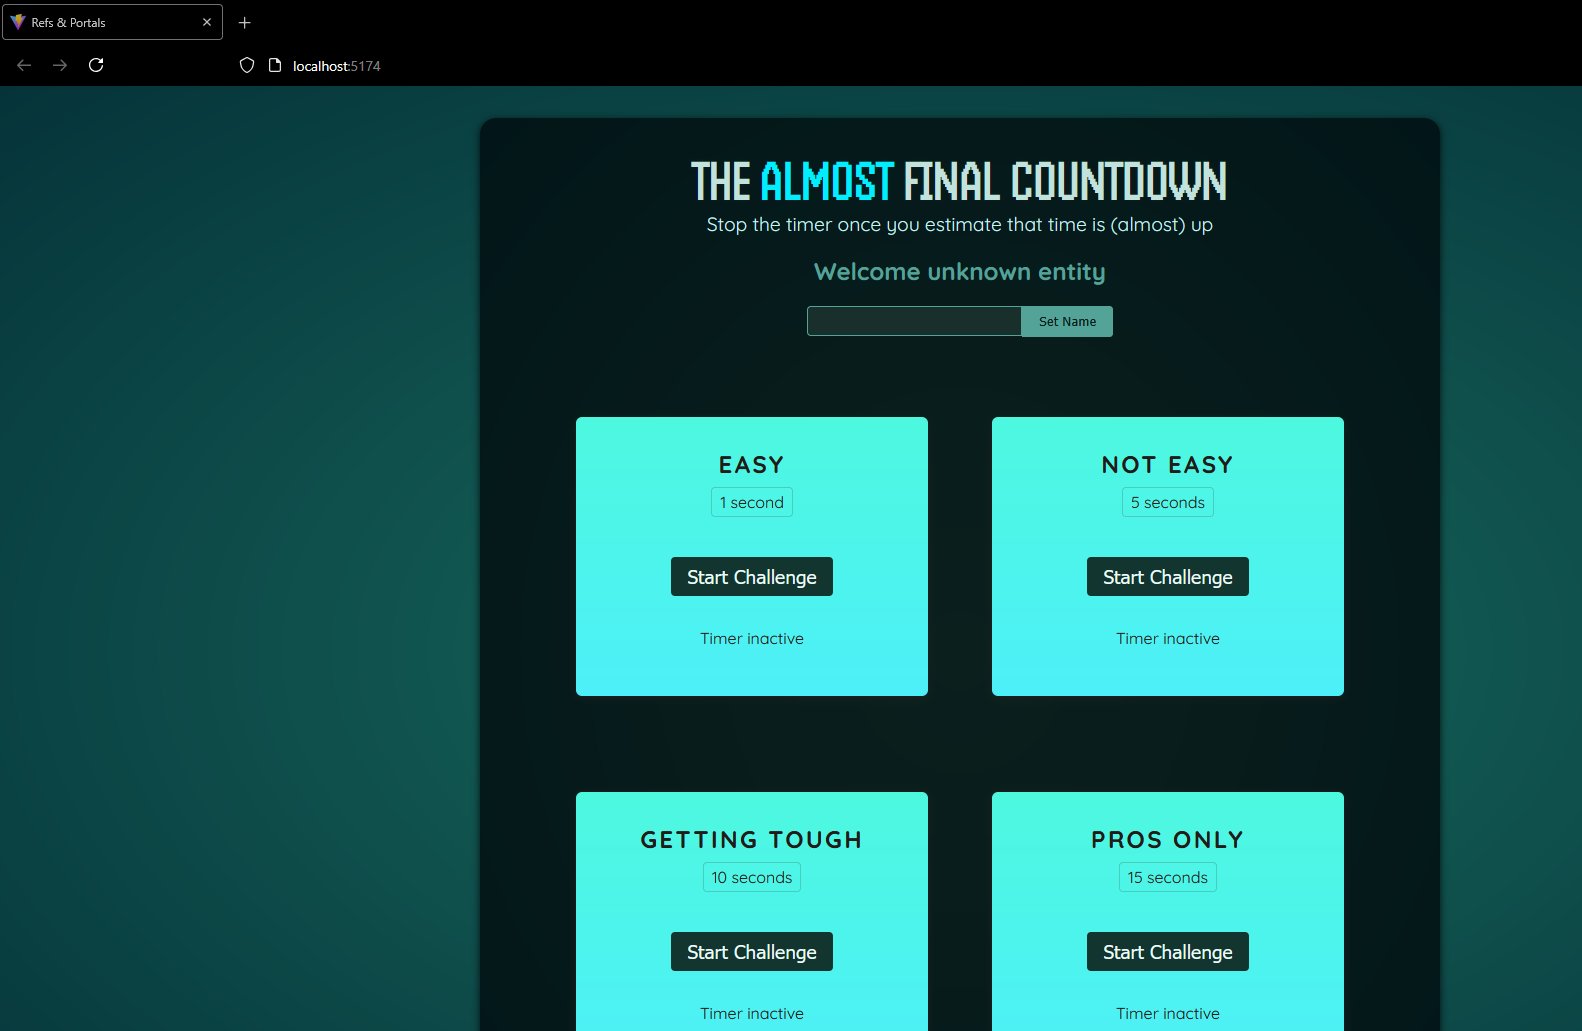 Refs & Portals
localhost:5174
THE ALMOST FINAL COUNTDOWN
Stop the timer once you estimate that time is (almost) up
Welcome unknown entity
Set Name
EASY
1 second
Start Challenge
Timer inactive
NOT EASY
5 seconds
Start Challenge
Timer inactive
GETTING TOUGH
10 seconds
Start Challenge
Timer inactive
PROS ONLY
15 seconds
Start Challenge
Timer inactive